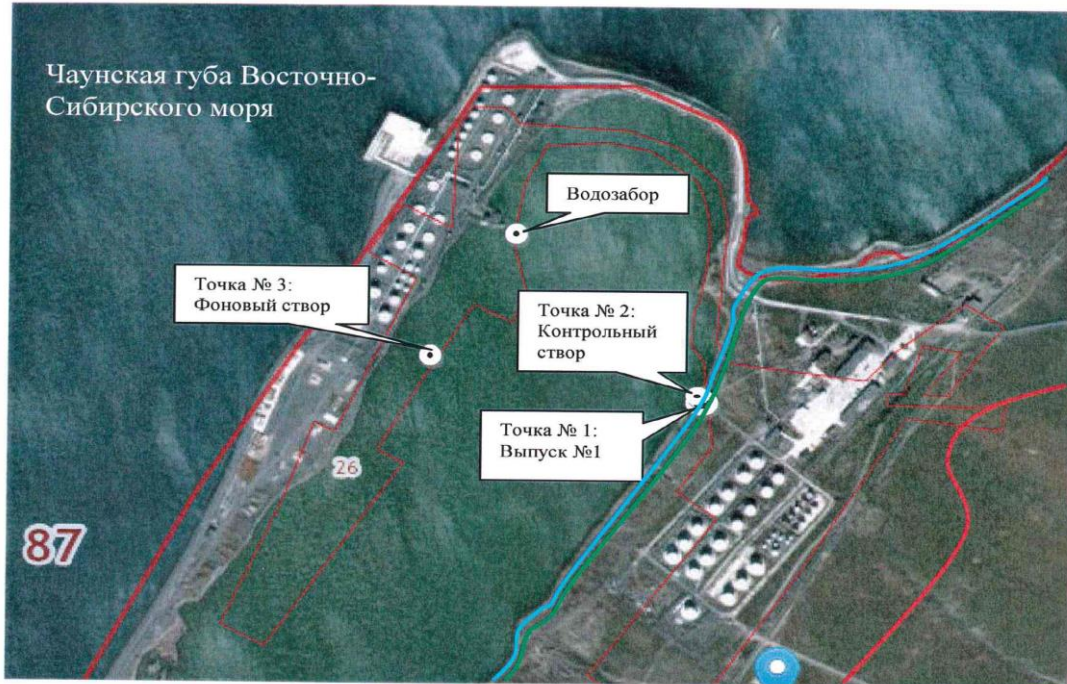 Чаунская губа Восточно-
Сибирского моря
Водозабор
Точка № 3:
Фоновый створ
Точка № 2:
Контрольный
створ
Точка № 1:
Выпуск №1
26
87